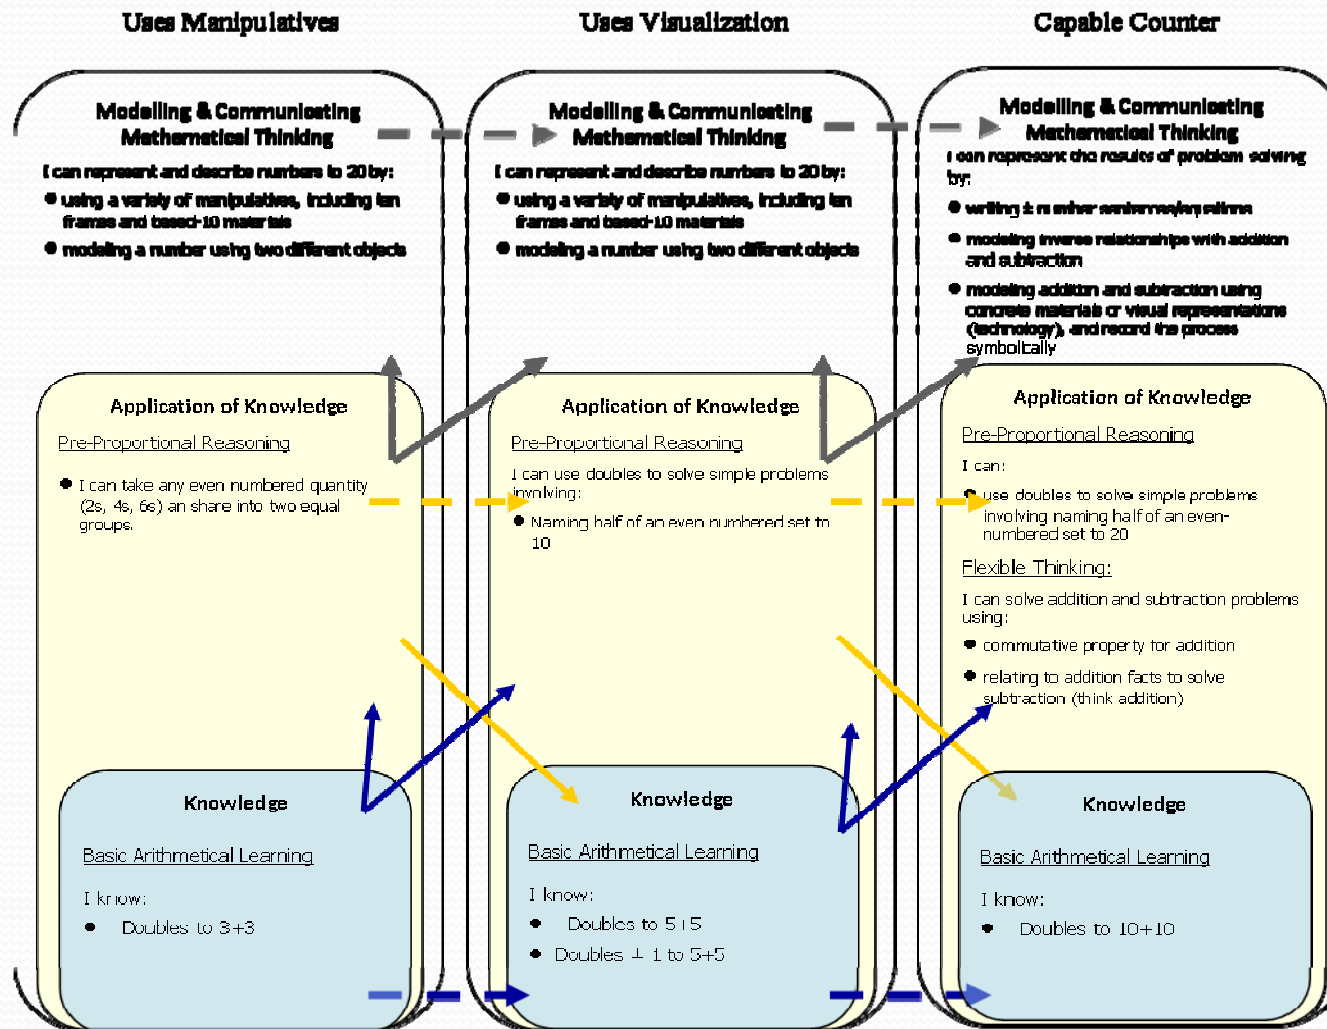 Uses Manipulatives
Modelling & Communicating
Mathematical Thinking
I can represent and describe numbers to 20 by:
● using a variety of manipulatives, including ten
frames and based-10 materials
● modeling a number using two different objects
Application of Knowledge
Pre-Proportional Reasoning
● I can take any even numbered quantity
(2s, 4s, 6s) an share into two equal
groups.
Knowledge
Basic Arithmetical Learning
I know:
● Doubles to 3+3
Uses Visualization
Modelling & Communicating
Mathematical Thinking
I can represent and describe numbers to 20 by:
● using a variety of manipulatives, including ten
frames and based-10 materials
● modeling a number using two different objects
Application of Knowledge
Pre-Proportional Reasoning
I can use doubles to solve simple problems
involving:
● Naming half of an even numbered set to
10
Knowledge
Basic Arithmetical Learning
I know:
● Doubles to 5+5
● Doubles ± 1 to 5+5
Capable Counter
Modelling & Communicating
Mathematical Thinking
I can represent the results of problem solving
by:
● writing ± number sentences/equations
● modeling inverse relationships with addition
and subtraction
● modeling addition and subtraction using
concrete materials or visual representations
(technology), and record the process
symbolically
Application of Knowledge
Pre-Proportional Reasoning
I can:
● use doubles to solve simple problems
involving naming half of an even-
numbered set to 20
Flexible Thinking:
I can solve addition and subtraction problems
using:
● commutative property for addition
● relating to addition facts to solve
subtraction (think addition)
Knowledge
Basic Arithmetical Learning
I know:
● Doubles to 10+10